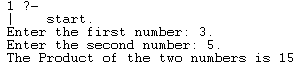 1 ?-
|    start.
Enter the first number: 3.
Enter the second number: 5.
The Product of the two numbers is 15